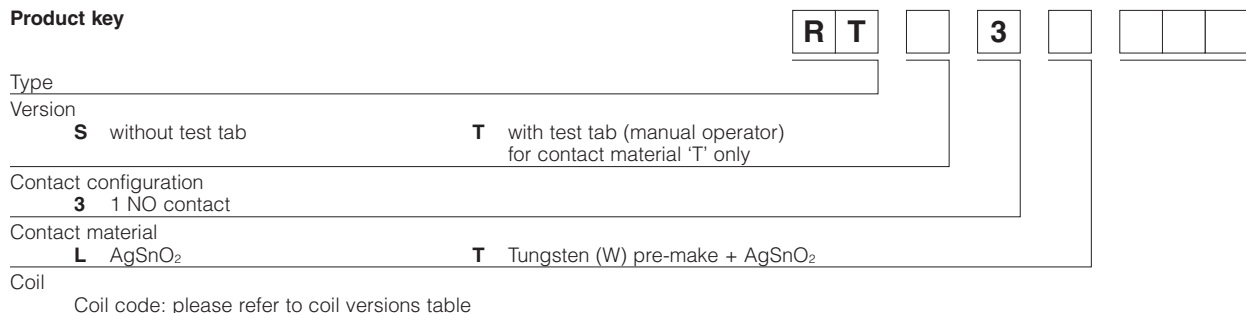 Product key
R T 3
Type
Version
S without test tab T with test tab (manual operator)
for contact material ‘T’ only
Contact configuration
3 1 NO contact
Contact material
L AgSnO₂ T Tungsten (W) pre-make + AgSnO₂
Coil
Coil code: please refer to coil versions table